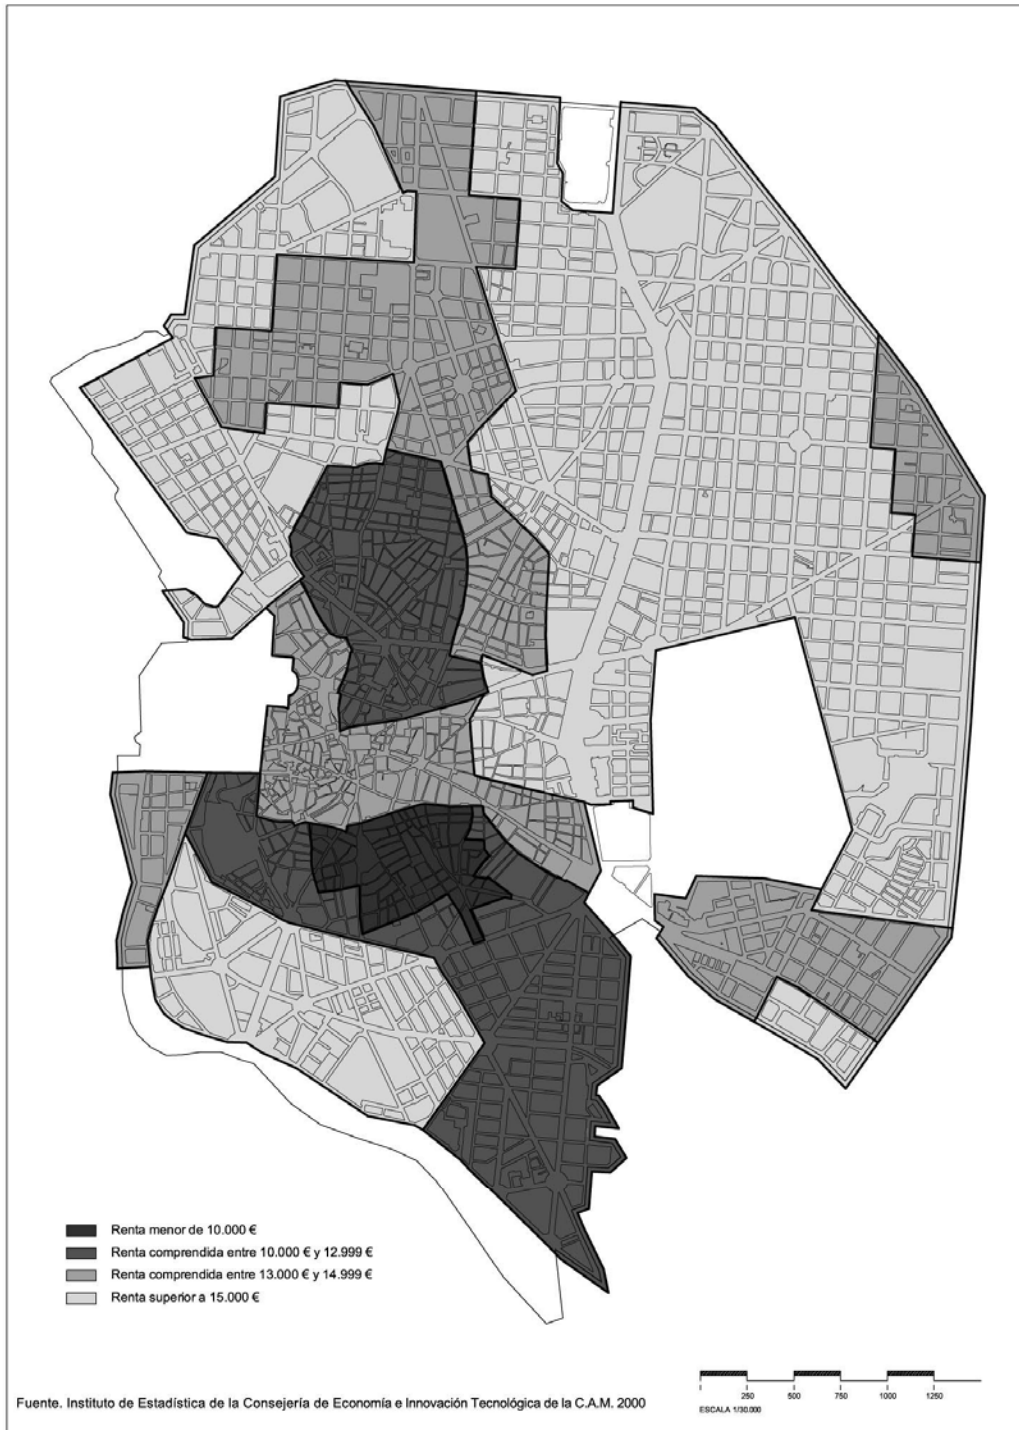 Renta menor de 10.000 €
Renta comprendida entre 10.000 € y 12.999 €
Renta comprendida entre 13.000 € y 14.999 €
Renta superior a 15.000 €
Fuente. Instituto de Estadística de la Consejería de Economía e Innovación Tecnológica de la C.A.M. 2000
250 500 750 1000 1250
ESCALA 1/30.000